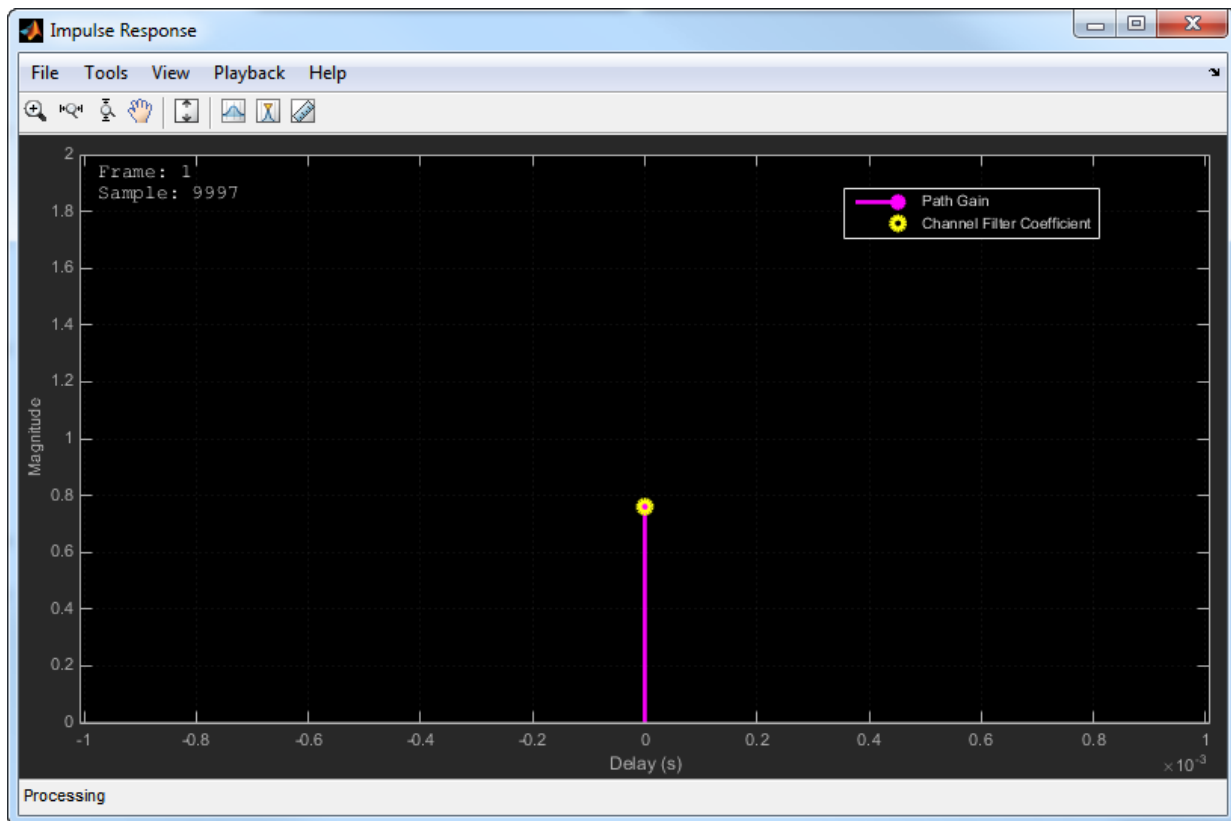 Impulse Response
File Tools View Playback Help
Frame: 1
Sample: 9997
Path Gain
Channel Filter Coefficient
Magnitude
2
1.8
1.6
1.4
1.2
1
0.8
0.6
0.4
0.2
0
-1 -0.8 -0.6 -0.4 -0.2 0 0.2 0.4 0.6 0.8 1
Delay (s)
×10⁻³
Processing